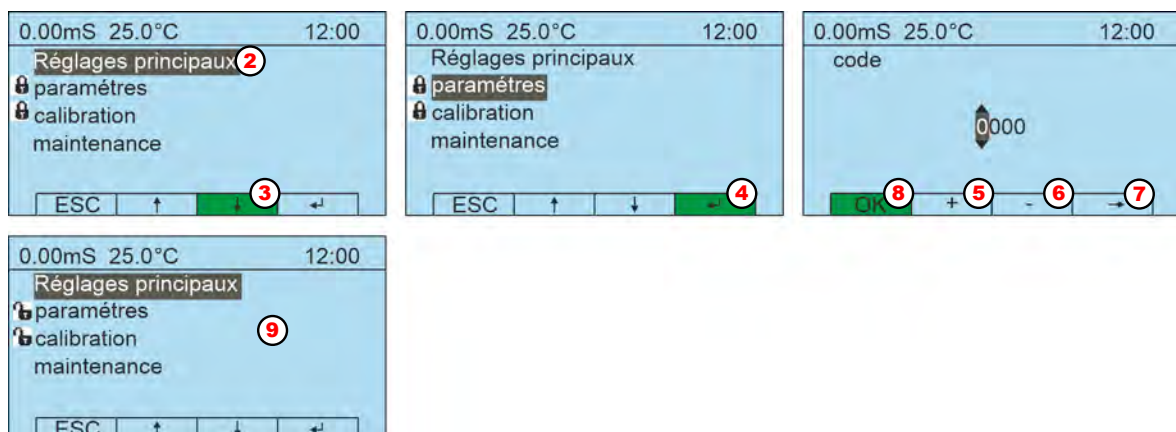 0.00mS 25.0°C 12:00
Réglages principaux 2
paramétres
calibration
maintenance
ESC ↑ ↓ 3 ↵
0.00mS 25.0°C 12:00
Réglages principaux
paramétres
calibration
maintenance
ESC ↑ ↓ ↵ 4
0.00mS 25.0°C 12:00
code
0000
OK 8 + 5 - 6 → 7
0.00mS 25.0°C 12:00
Réglages principaux
paramétres
calibration 9
maintenance
ESC ↑ ↓ ↵